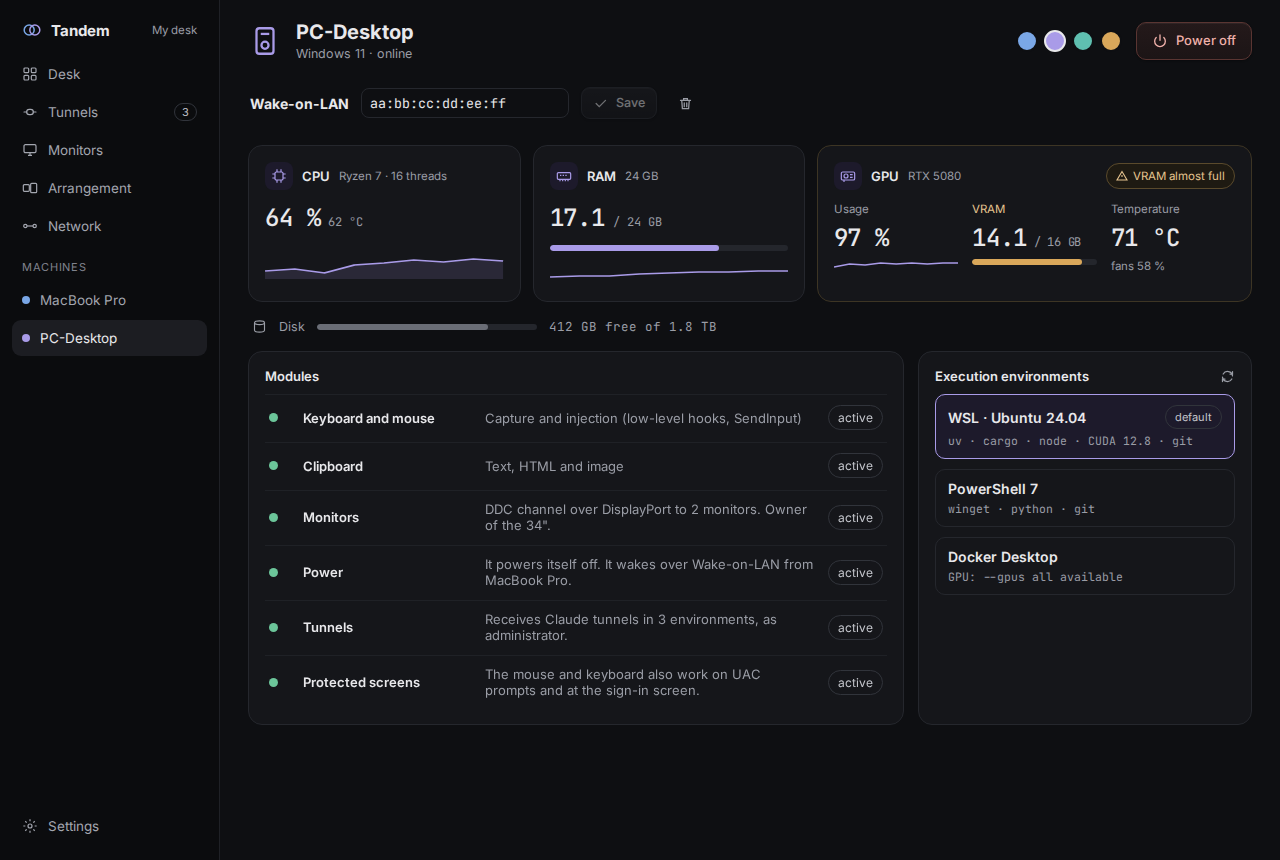 Tandem
My desk
Desk
Tunnels
3
Monitors
Arrangement
Network
MACHINES
MacBook Pro
PC-Desktop
Settings
PC-Desktop
Windows 11 · online
Power off
Wake-on-LAN
aa:bb:cc:dd:ee:ff
Save
CPU Ryzen 7 · 16 threads
64 % 62 °C
RAM 24 GB
17.1 / 24 GB
GPU RTX 5080
VRAM almost full
Usage
97 %
VRAM
14.1 / 16 GB
Temperature
71 °C
fans 58 %
Disk
412 GB free of 1.8 TB
Modules
Keyboard and mouse
Capture and injection (low-level hooks, SendInput)
active
Clipboard
Text, HTML and image
active
Monitors
DDC channel over DisplayPort to 2 monitors. Owner
of the 34".
active
Power
It powers itself off. It wakes over Wake-on-LAN from
MacBook Pro.
active
Tunnels
Receives Claude tunnels in 3 environments, as
administrator.
active
Protected screens
The mouse and keyboard also work on UAC
prompts and at the sign-in screen.
active
Execution environments
WSL · Ubuntu 24.04
default
uv · cargo · node · CUDA 12.8 · git
PowerShell 7
winget · python · git
Docker Desktop
GPU: --gpus all available